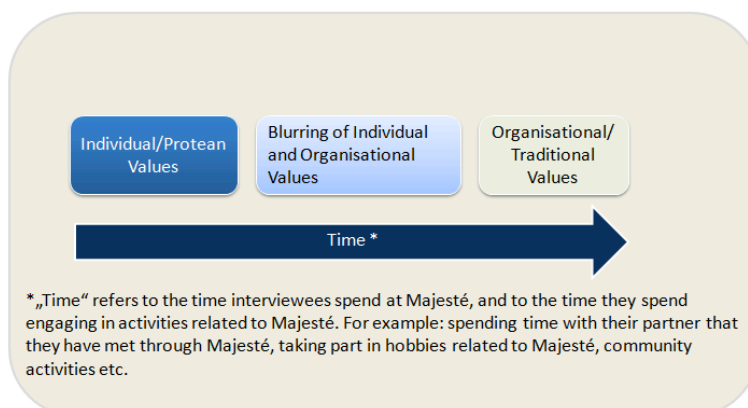 Individual/Protean
Values
Blurring of Individual
and Organisational
Values
Organisational/
Traditional
Values
Time *
*„Time“ refers to the time interviewees spend at Majesté, and to the time they spend
engaging in activities related to Majesté. For example: spending time with their partner that
they have met through Majesté, taking part in hobbies related to Majesté, community
activities etc.